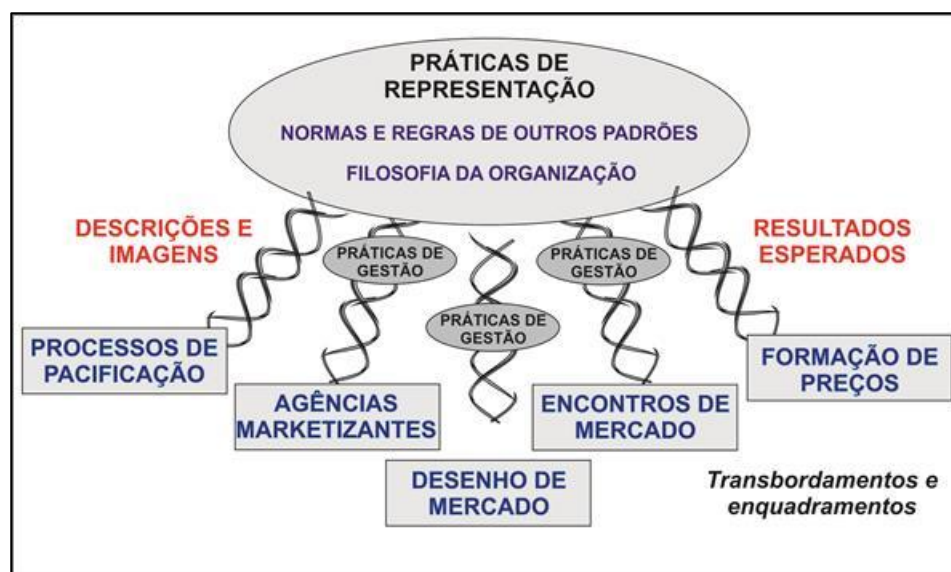 PRÁTICAS DE
REPRESENTAÇÃO
NORMAS E REGRAS DE OUTROS PADRÕES
FILOSOFIA DA ORGANIZAÇÃO
DESCRIÇÕES E
IMAGENS
RESULTADOS
ESPERADOS
PRÁTICAS DE
GESTÃO
PRÁTICAS DE
GESTÃO
PRÁTICAS DE
GESTÃO
PROCESSOS DE
PACIFICAÇÃO
FORMAÇÃO DE
PREÇOS
AGÊNCIAS
MARKETIZANTES
ENCONTROS DE
MERCADO
DESENHO DE
MERCADO
Transbordamentos e
enquadramentos